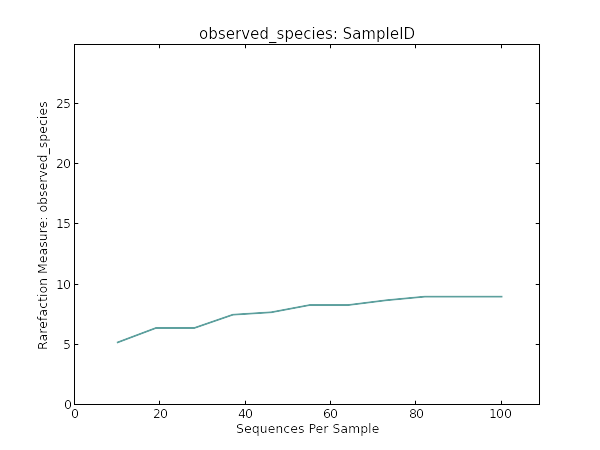 observed_species: SampleID
Rarefaction Measure: observed_species
25
20
15
10
5
0
0 20 40 60 80 100
Sequences Per Sample